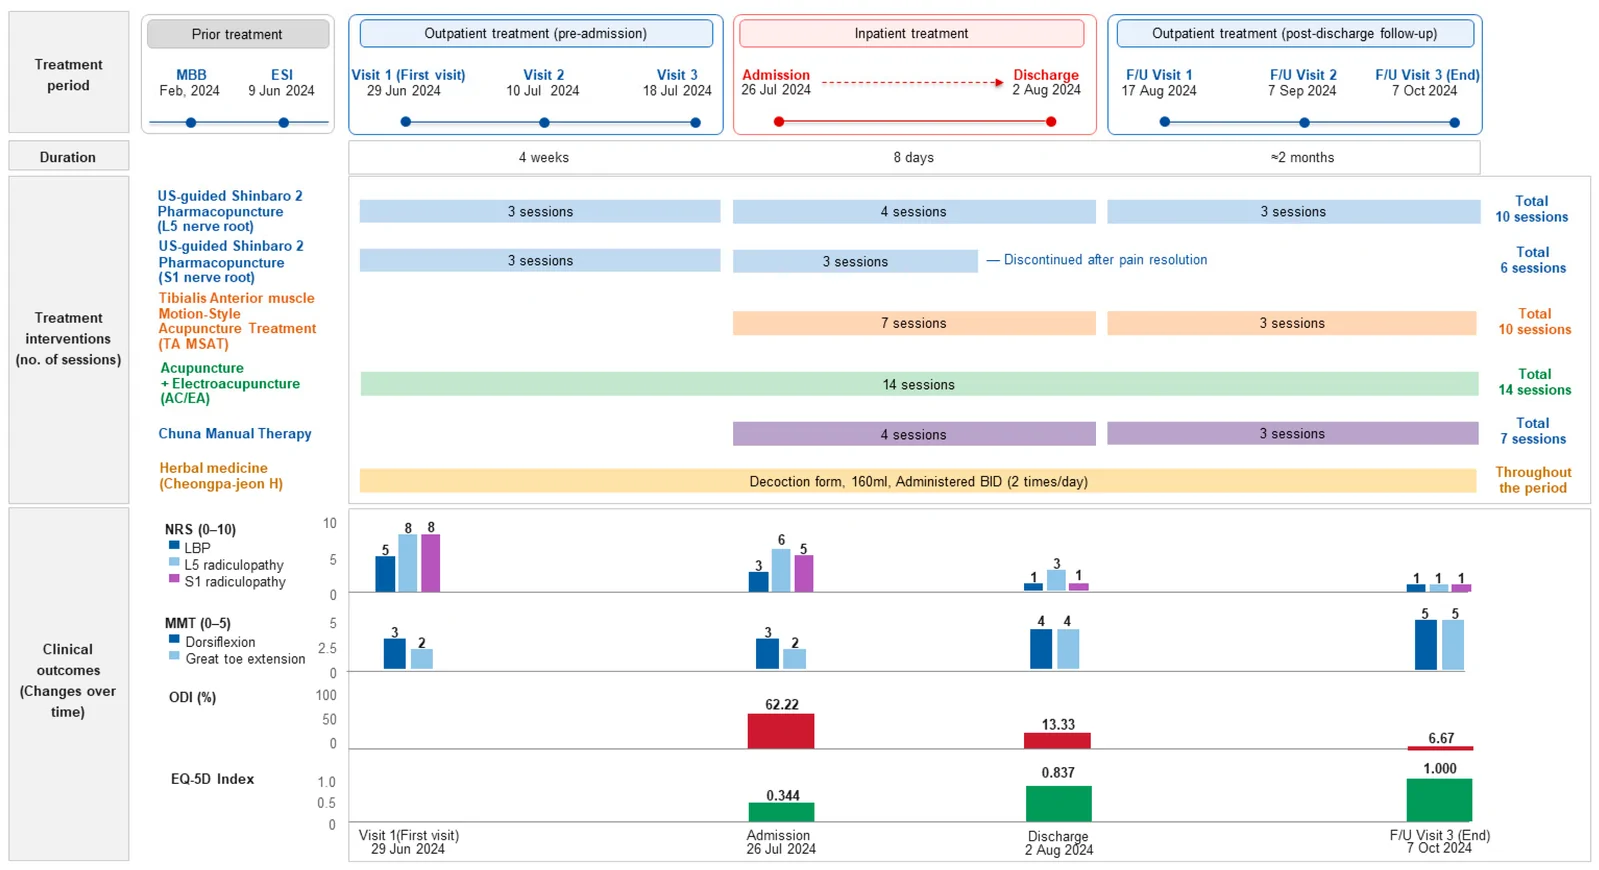 Treatment
period
Prior treatment
MBB
Feb, 2024
ESI
9 Jun 2024
Outpatient treatment (pre-admission)
Visit 1 (First visit)
29 Jun 2024
Visit 2
10 Jul 2024
Visit 3
18 Jul 2024
Inpatient treatment
Admission
26 Jul 2024
Discharge
2 Aug 2024
Outpatient treatment (post-discharge follow-up)
F/U Visit 1
17 Aug 2024
F/U Visit 2
7 Sep 2024
F/U Visit 3 (End)
7 Oct 2024
Duration
4 weeks
8 days
≈2 months
Treatment
interventions
(no. of sessions)
US-guided Shinbaro 2
Pharmacopuncture
(L5 nerve root)
3 sessions
4 sessions
3 sessions
Total
10 sessions
US-guided Shinbaro 2
Pharmacopuncture
(S1 nerve root)
3 sessions
3 sessions
— Discontinued after pain resolution
Total
6 sessions
Tibialis Anterior muscle
Motion-Style
Acupuncture Treatment
(TA MSAT)
7 sessions
3 sessions
Total
10 sessions
Acupuncture
+ Electroacupuncture
(AC/EA)
14 sessions
Total
14 sessions
Chuna Manual Therapy
4 sessions
3 sessions
Total
7 sessions
Herbal medicine
(Cheongpa-jeon H)
Decoction form, 160ml, Administered BID (2 times/day)
Throughout
the period
Clinical
outcomes
(Changes over
time)
NRS (0–10)
LBP
L5 radiculopathy
S1 radiculopathy
10
5
0
5 8 8
3 6 5
1 3 1
1 1 1
MMT (0–5)
Dorsiflexion
Great toe extension
5
2.5
0
3 2
3 2
4 4
5 5
ODI (%)
100
50
0
62.22
13.33
6.67
EQ-5D Index
1.0
0.5
0
0.344
0.837
1.000
Visit 1(First visit)
29 Jun 2024
Admission
26 Jul 2024
Discharge
2 Aug 2024
F/U Visit 3 (End)
7 Oct 2024